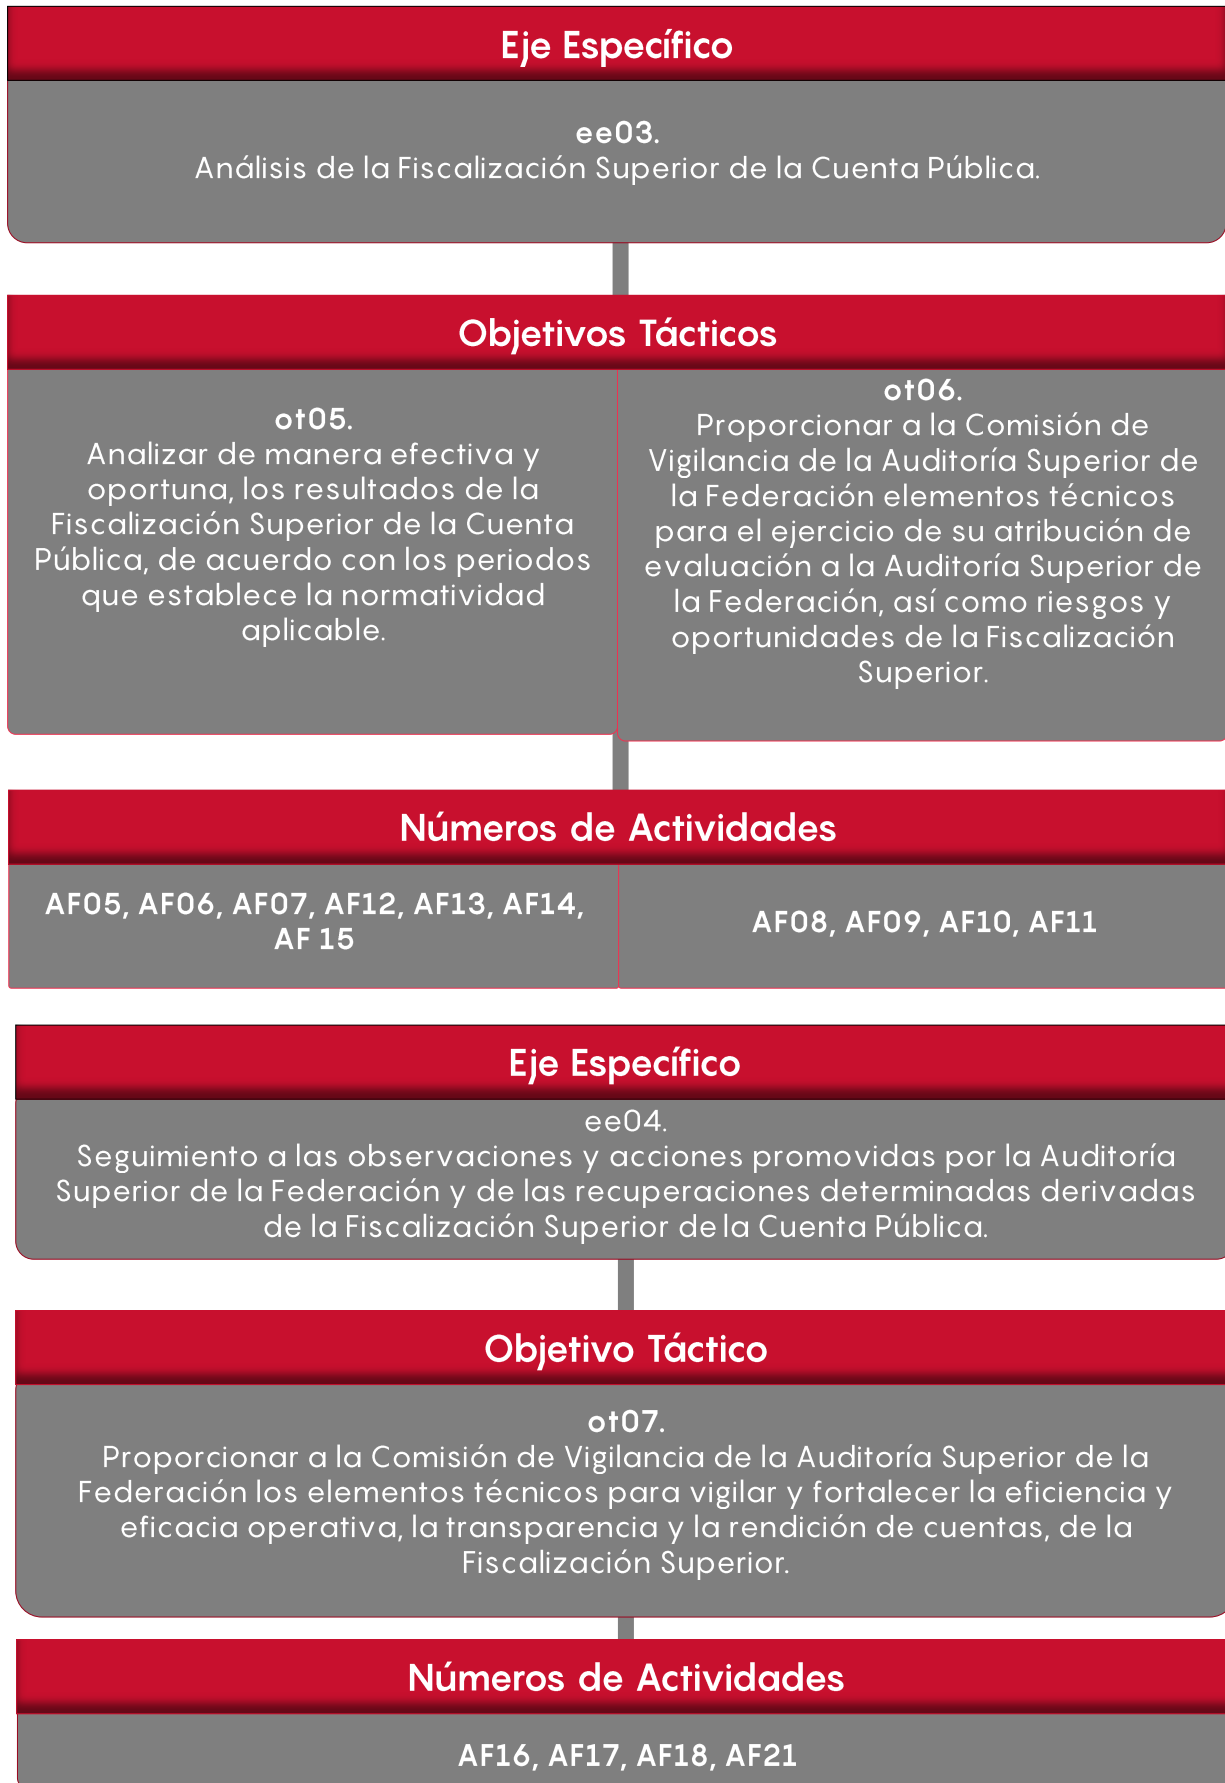 Eje Específico
ee03.
Análisis de la Fiscalización Superior de la Cuenta Pública.
Objetivos Tácticos
ot05.
Analizar de manera efectiva y
oportuna, los resultados de la
Fiscalización Superior de la Cuenta
Pública, de acuerdo con los periodos
que establece la normatividad
aplicable.
ot06.
Proporcionar a la Comisión de
Vigilancia de la Auditoría Superior de
la Federación elementos técnicos
para el ejercicio de su atribución de
evaluación a la Auditoría Superior de
la Federación, así como riesgos y
oportunidades de la Fiscalización
Superior.
Números de Actividades
AF05, AF06, AF07, AF12, AF13, AF14,
AF 15
AF08, AF09, AF10, AF11
Eje Específico
ee04.
Seguimiento a las observaciones y acciones promovidas por la Auditoría
Superior de la Federación y de las recuperaciones determinadas derivadas
de la Fiscalización Superior de la Cuenta Pública.
Objetivo Táctico
ot07.
Proporcionar a la Comisión de Vigilancia de la Auditoría Superior de la
Federación los elementos técnicos para vigilar y fortalecer la eficiencia y
eficacia operativa, la transparencia y la rendición de cuentas, de la
Fiscalización Superior.
Números de Actividades
AF16, AF17, AF18, AF21